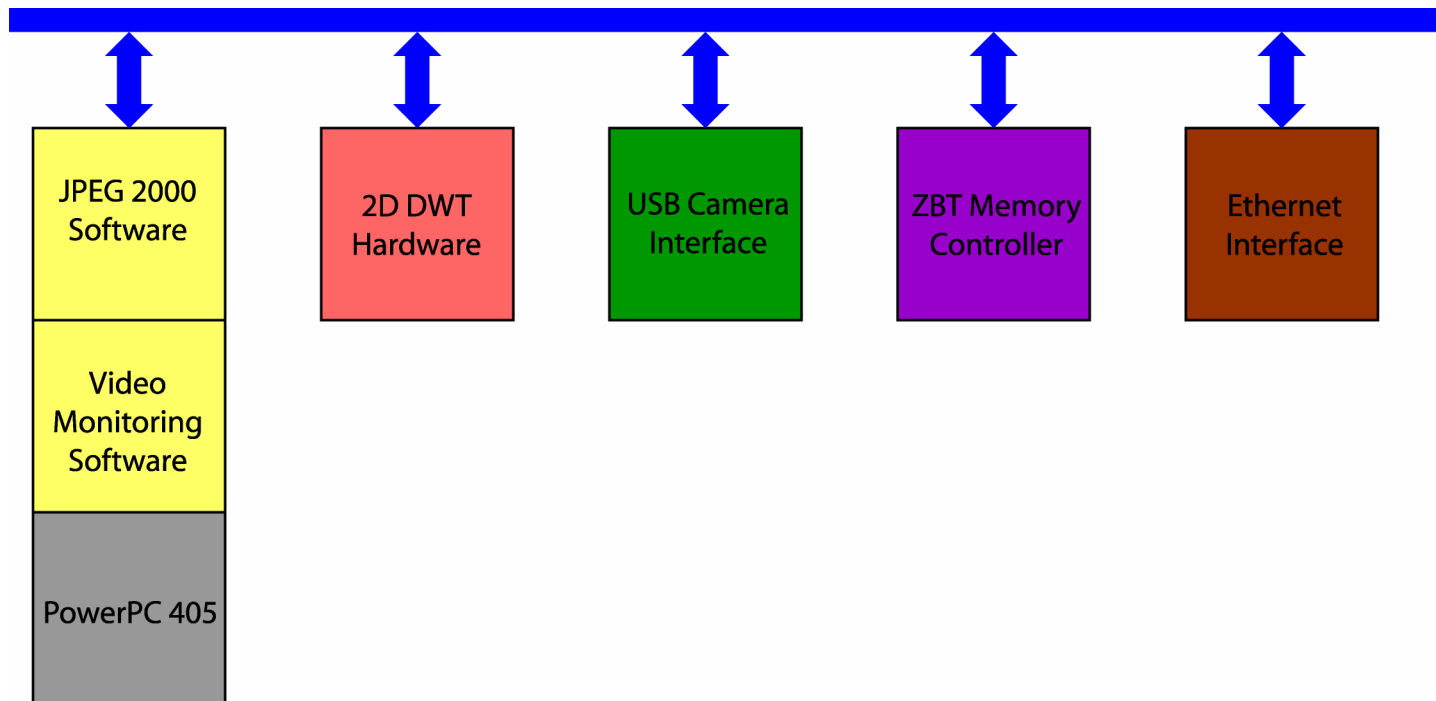 JPEG 2000
Software
2D DWT
Hardware
USB Camera
Interface
ZBT Memory
Controller
Ethernet
Interface
Video
Monitoring
Software
PowerPC 405